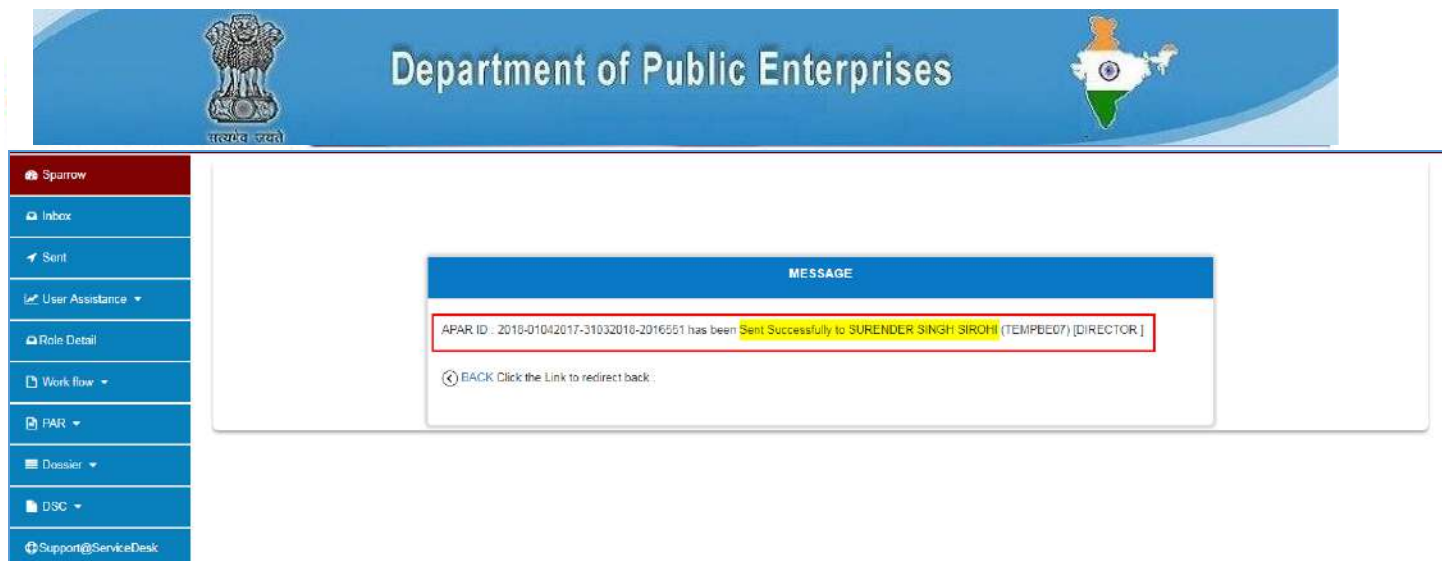 Department of Public Enterprises
सत्यमेव जयते
Sparrow
Inbox
Sent
User Assistance
Role Detail
Work flow
PAR
Dossier
DSC
Support@ServiceDesk
MESSAGE
APAR ID : 2018-01042017-31032018-2016551 has been Sent Successfully to SURENDER SINGH SIROHI (TEMPBE07) [DIRECTOR ]
BACK Click the Link to redirect back :